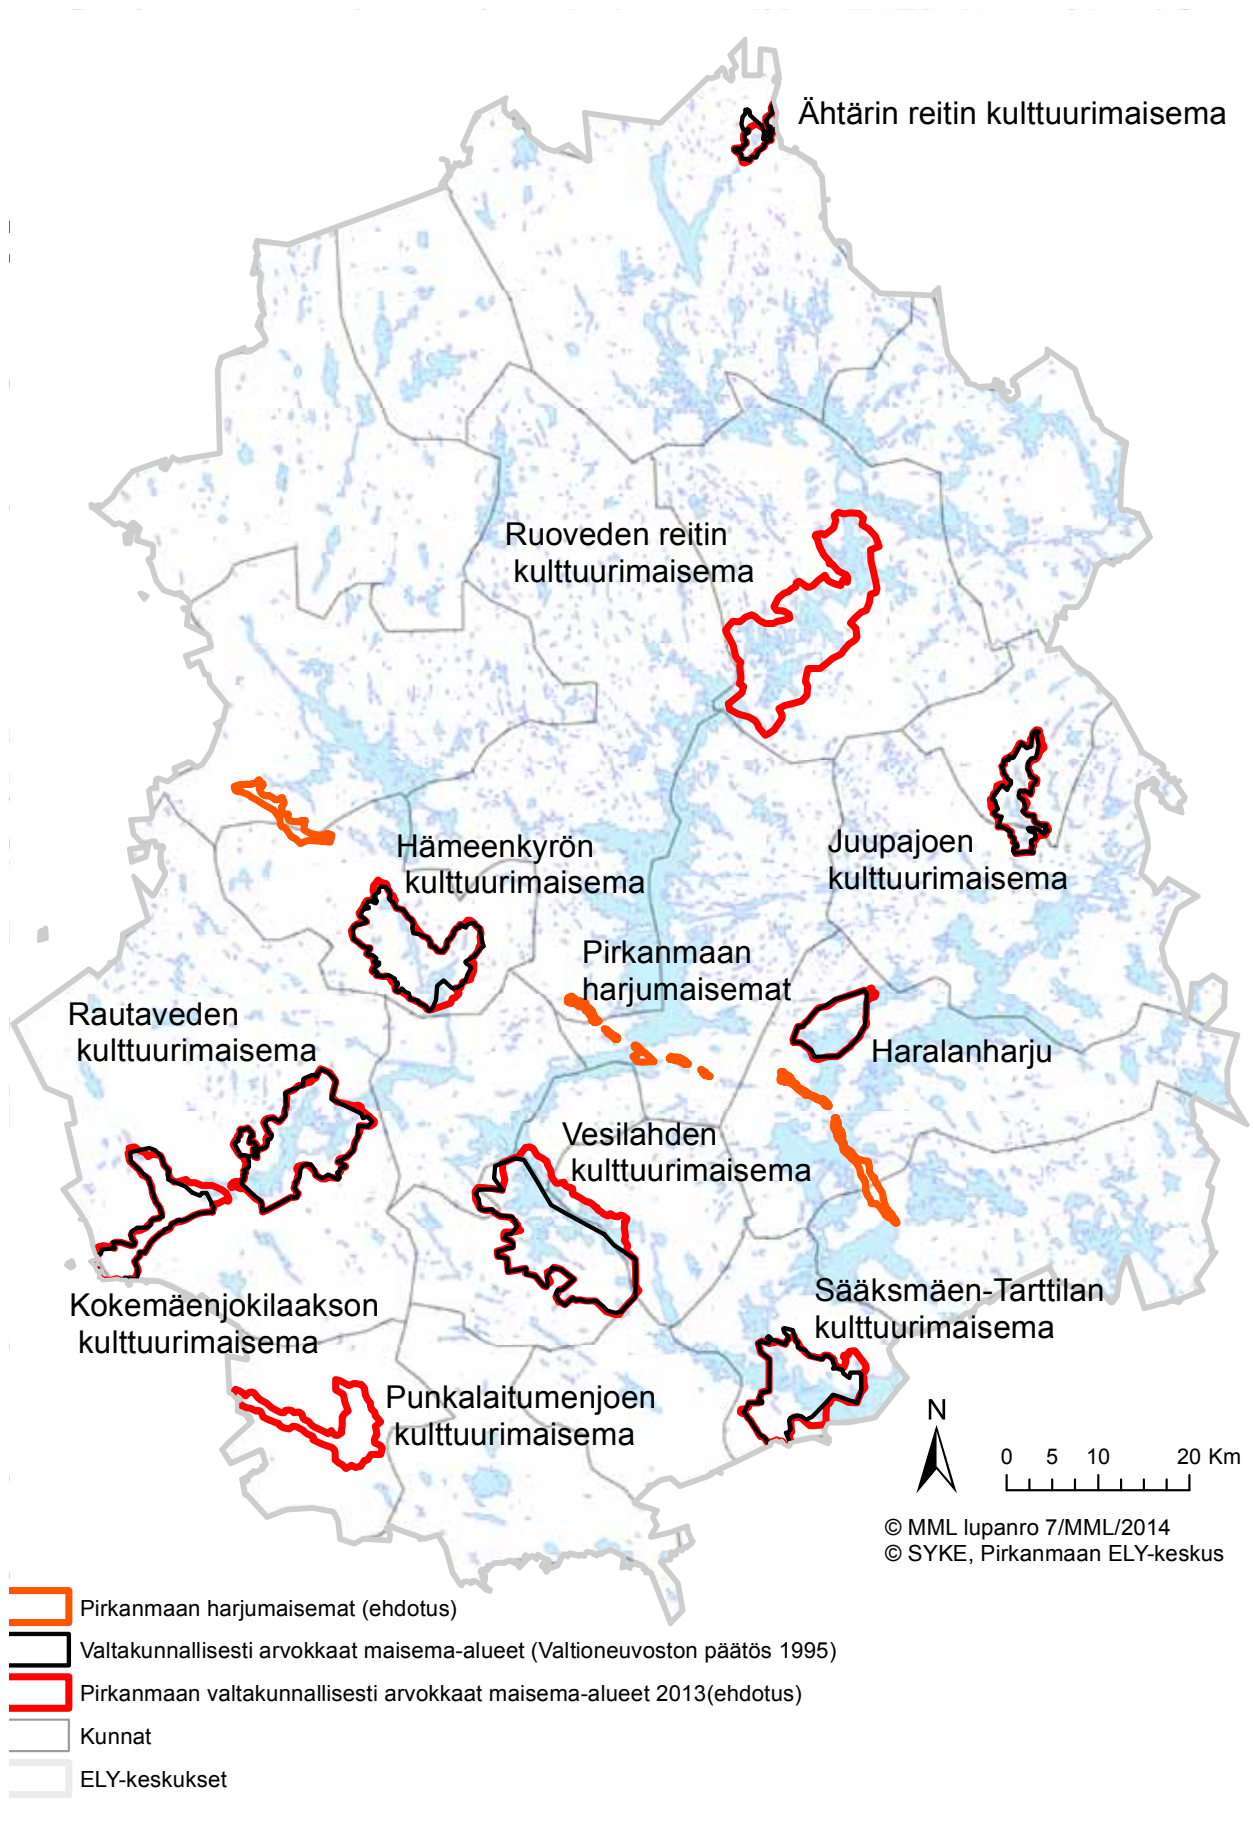 Ähtärin reitin kulttuurimaisema
Ruoveden reitin
kulttuurimaisema
Hämeenkyrön
kulttuurimaisema
Juupajoen
kulttuurimaisema
Pirkanmaan
harjumaisemat
Rautaveden
kulttuurimaisema
Haralanharju
Vesilahden
kulttuurimaisema
Kokemäenjokilaakson
kulttuurimaisema
Sääksmäen-Tarttilan
kulttuurimaisema
Punkalaitumenjoen
kulttuurimaisema
N
0 5 10 20 Km
© MML lupanro 7/MML/2014
© SYKE, Pirkanmaan ELY-keskus
Pirkanmaan harjumaisemat (ehdotus)
Valtakunnallisesti arvokkaat maisema-alueet (Valtioneuvoston päätös 1995)
Pirkanmaan valtakunnallisesti arvokkaat maisema-alueet 2013(ehdotus)
Kunnat
ELY-keskukset